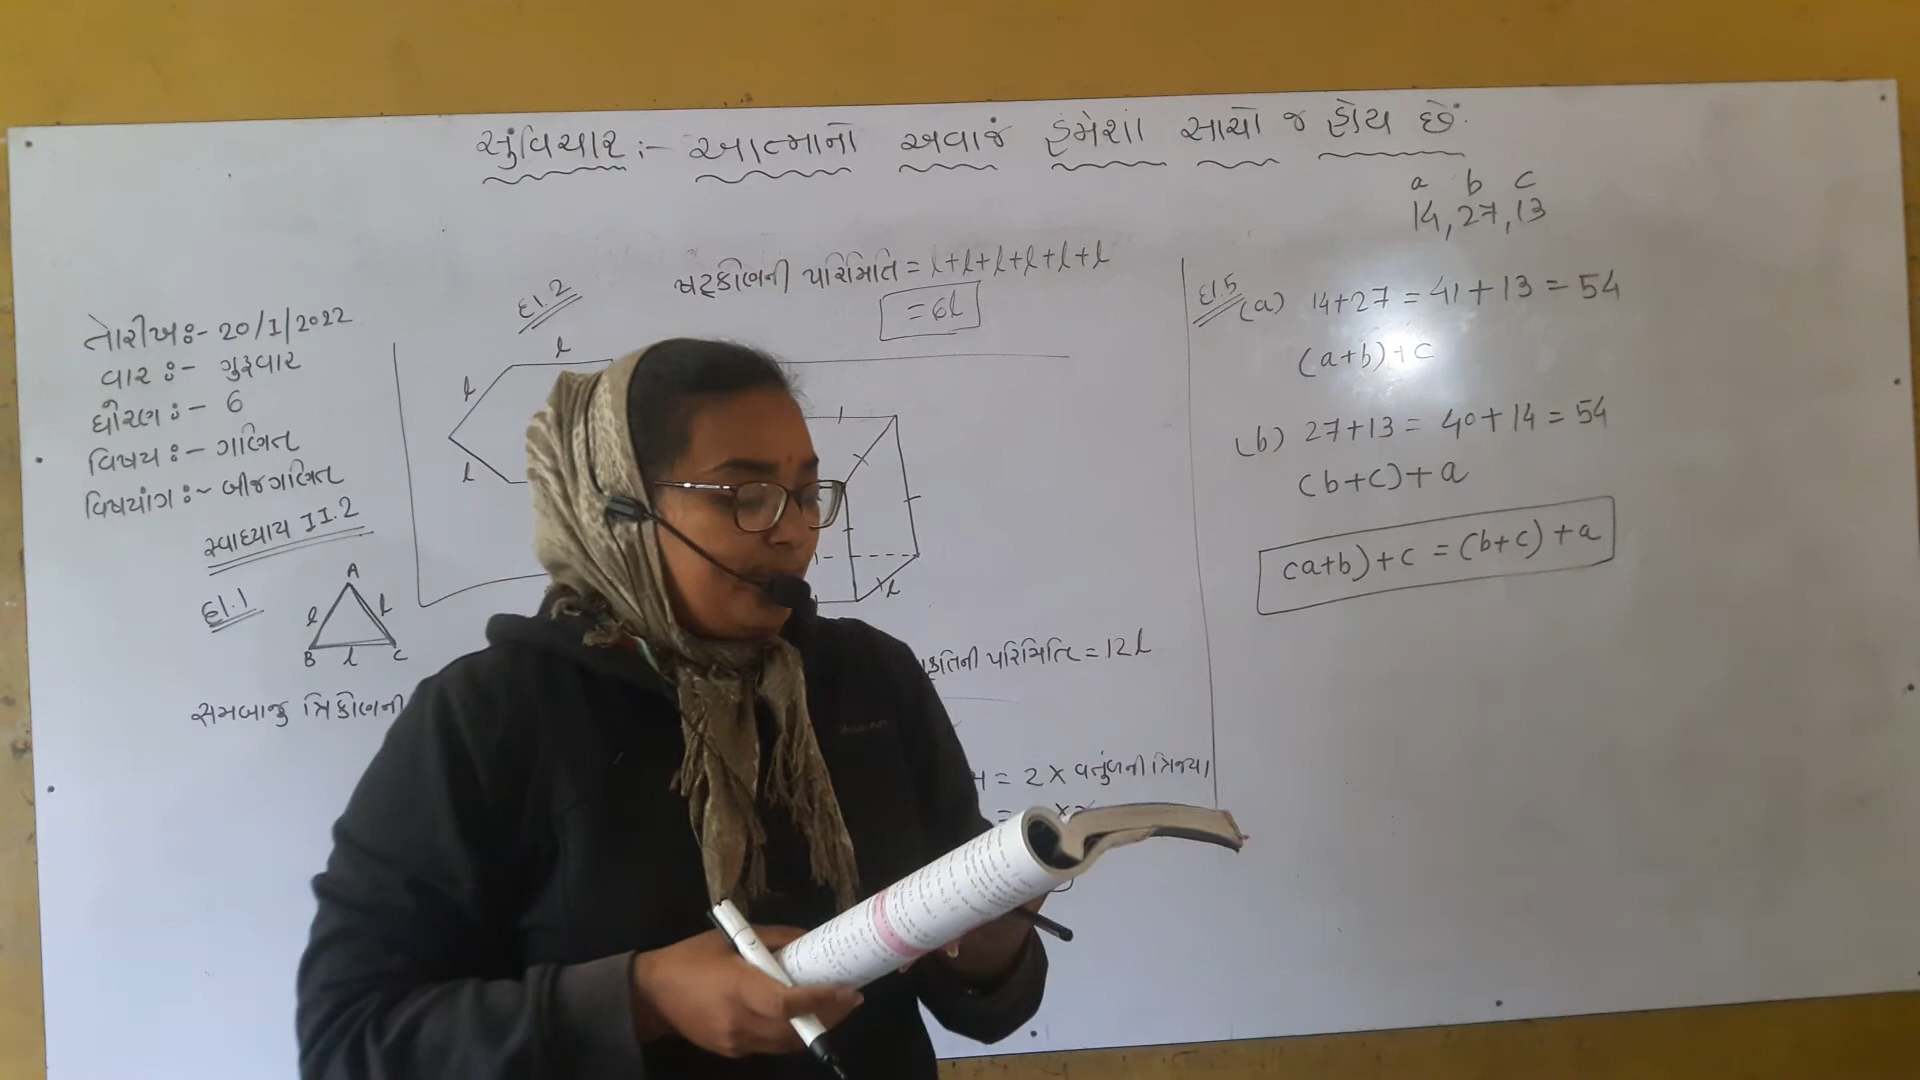 સુંવિચાર :- આત્માનો અવાજ હંમેશા સાચો જ હોય છે.
a b c
14, 27, 13
તારીખ :- 20/1/2022
વાર :- ગુરૂવાર
ધોરણ :- 6
વિષય :- ગણિત
વિષયાંગ :- બીજગણિત
સ્વાધ્યાય 11.2
દા.1
A
l l
B l C
સમબાજુ ત્રિકોણની
દા.2
ષટ્કોણની પરિમિતિ = l+l+l+l+l+l
= 6l
l
l
l
l
કૃતિની પરિમિતિ = 12l
= 2 x વર્તુળની ત્રિજ્યા
દા.5
(a) 14+27 = 41+13 = 54
(a+b)+c
(b) 27+13 = 40+14 = 54
(b+c)+a
(a+b)+c = (b+c)+a